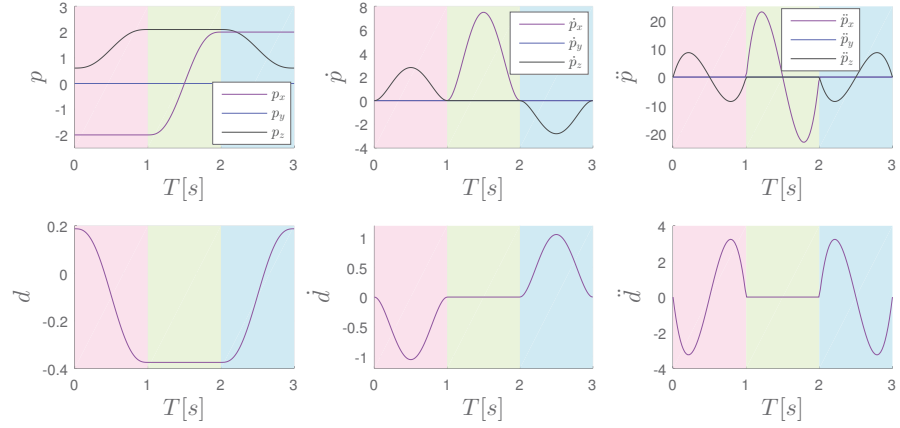 2
1
0
-1
-2
p
p_x
p_y
p_z
0 1 2 3
T[s]
8
6
4
2
0
-2
-4
ṗ
ṗ_x
ṗ_y
ṗ_z
0 1 2 3
T[s]
20
10
0
-10
-20
p̈
p̈_x
p̈_y
p̈_z
0 1 2 3
T[s]
0.2
0
-0.2
-0.4
d
0 1 2 3
T[s]
1
0.5
0
-0.5
-1
ḋ
0 1 2 3
T[s]
4
2
0
-2
-4
d̈
0 1 2 3
T[s]